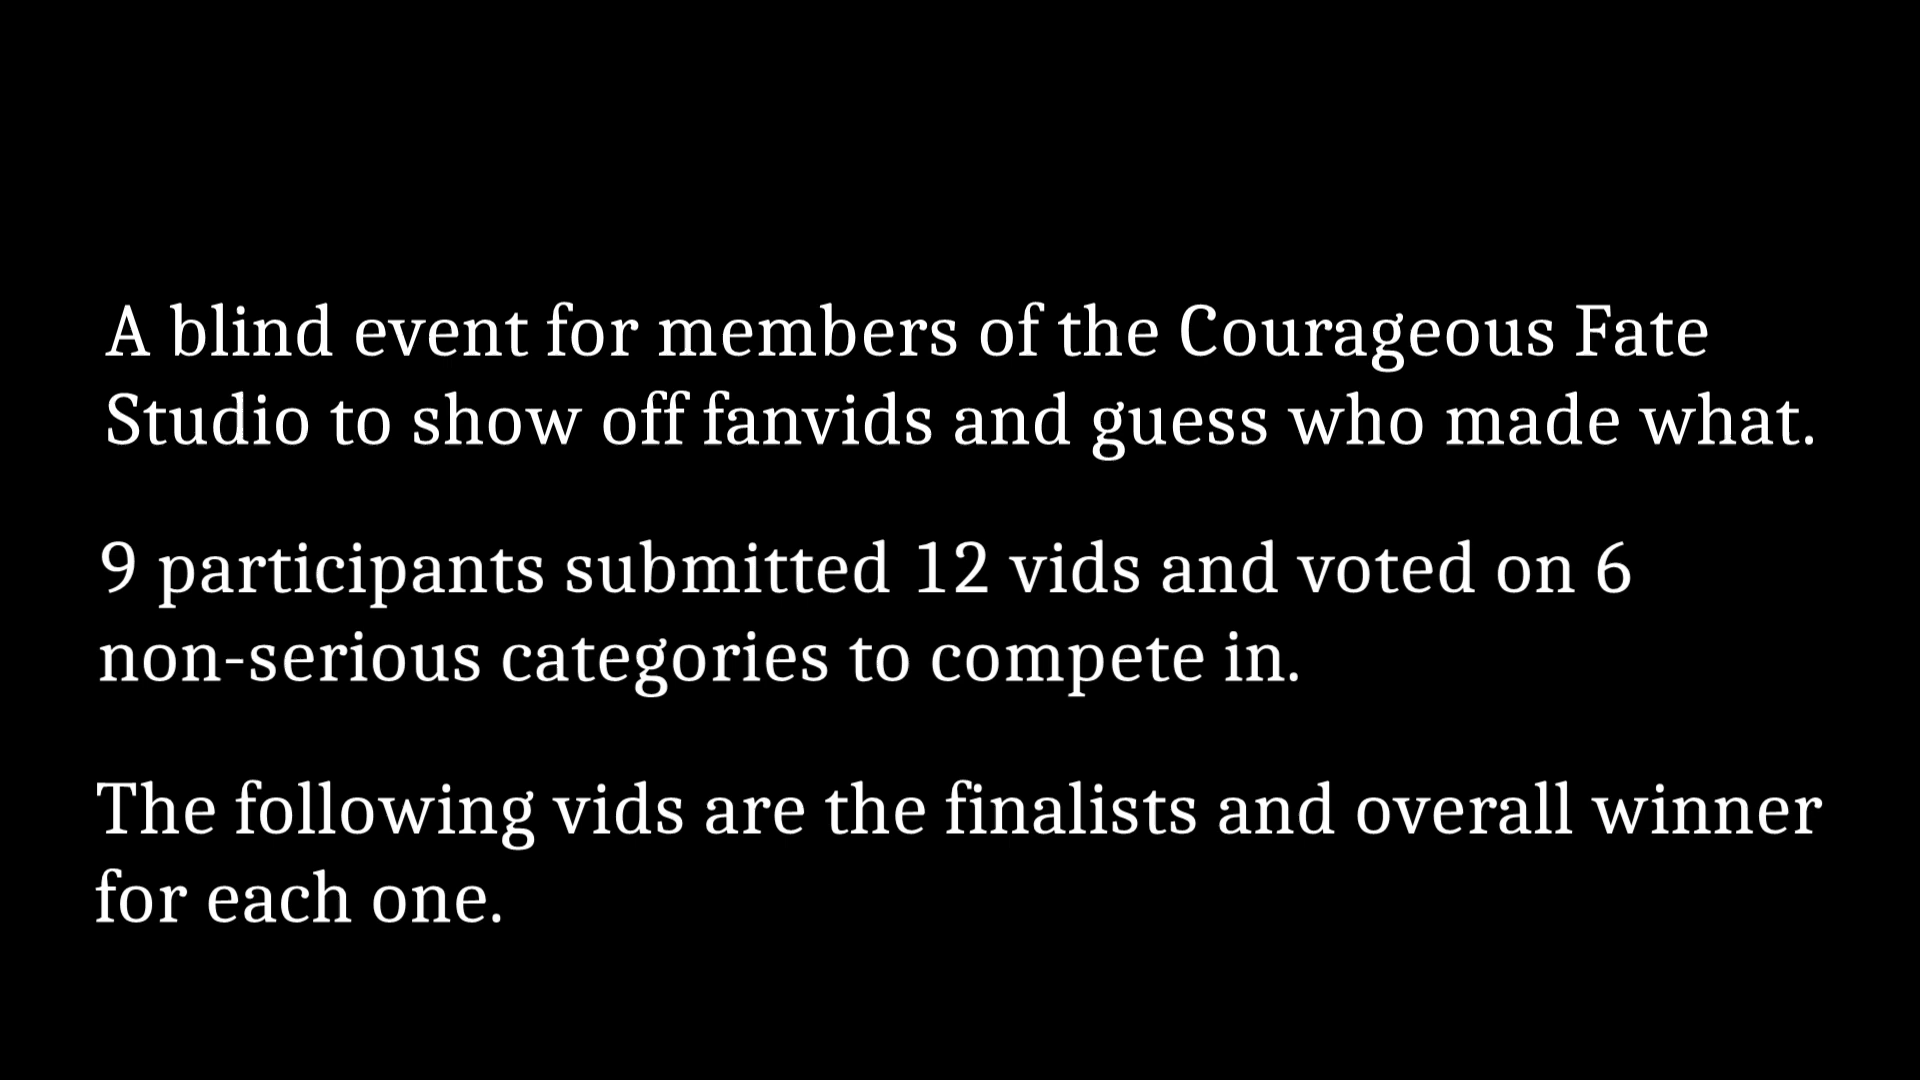 A blind event for members of the Courageous Fate
Studio to show off fanvids and guess who made what.
9 participants submitted 12 vids and voted on 6
non-serious categories to compete in.
The following vids are the finalists and overall winner
for each one.